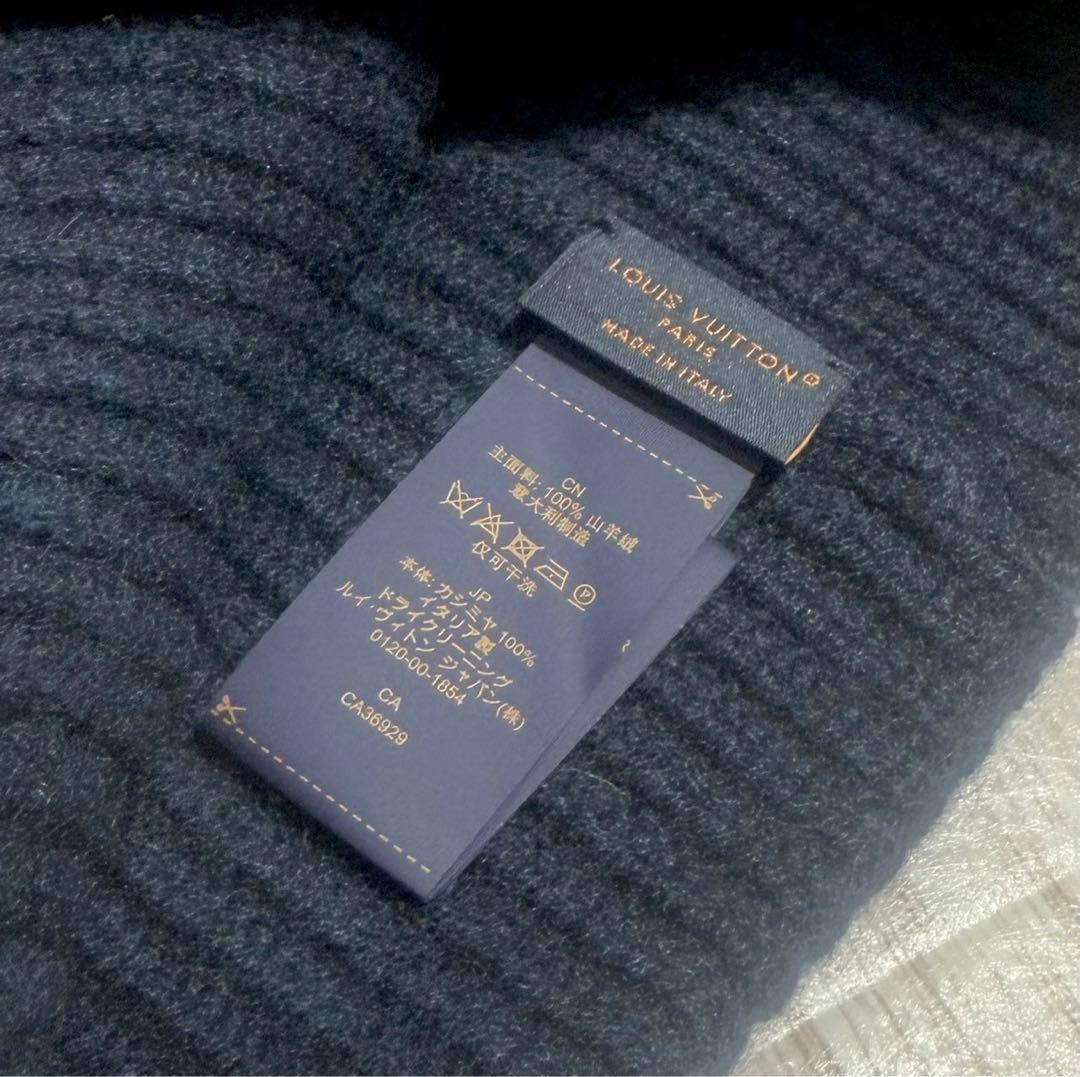 LOUIS VUITTON®
PARIS
MADE IN ITALY
CN
主面料: 100% 山羊绒
意大利制造
仅可干洗
JP
本体: カシミヤ 100%
イタリア製
ドライクリーニング
ルイ・ヴィトン ジャパン(株)
0120-00-1854
CA
CA36929